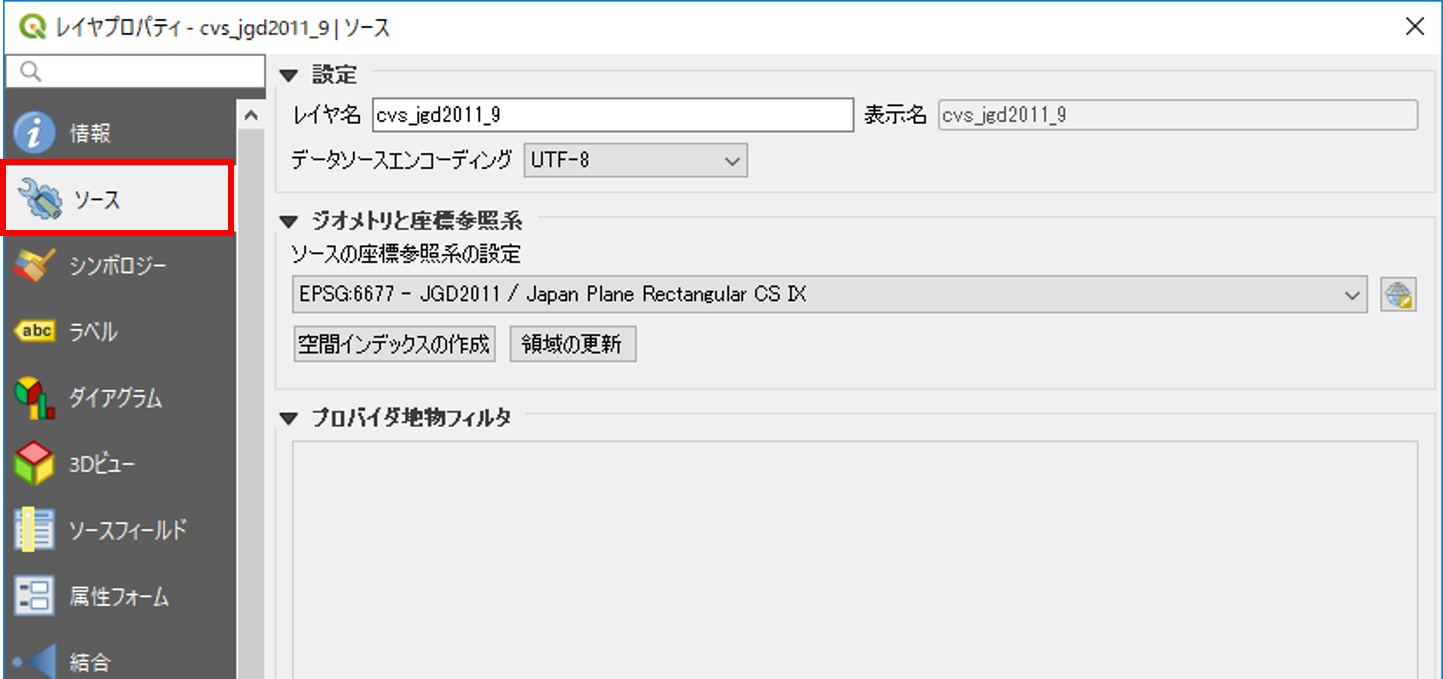 レイヤプロパティ - cvs_jgd2011_9 | ソース
情報
ソース
シンボロジー
abc ラベル
ダイアグラム
3Dビュー
ソースフィールド
属性フォーム
結合
設定
レイヤ名 cvs_jgd2011_9 表示名 cvs_jgd2011_9
データソースエンコーディング UTF-8
ジオメトリと座標参照系
ソースの座標参照系の設定
EPSG:6677 - JGD2011 / Japan Plane Rectangular CS IX
空間インデックスの作成 領域の更新
プロバイダ地物フィルタ